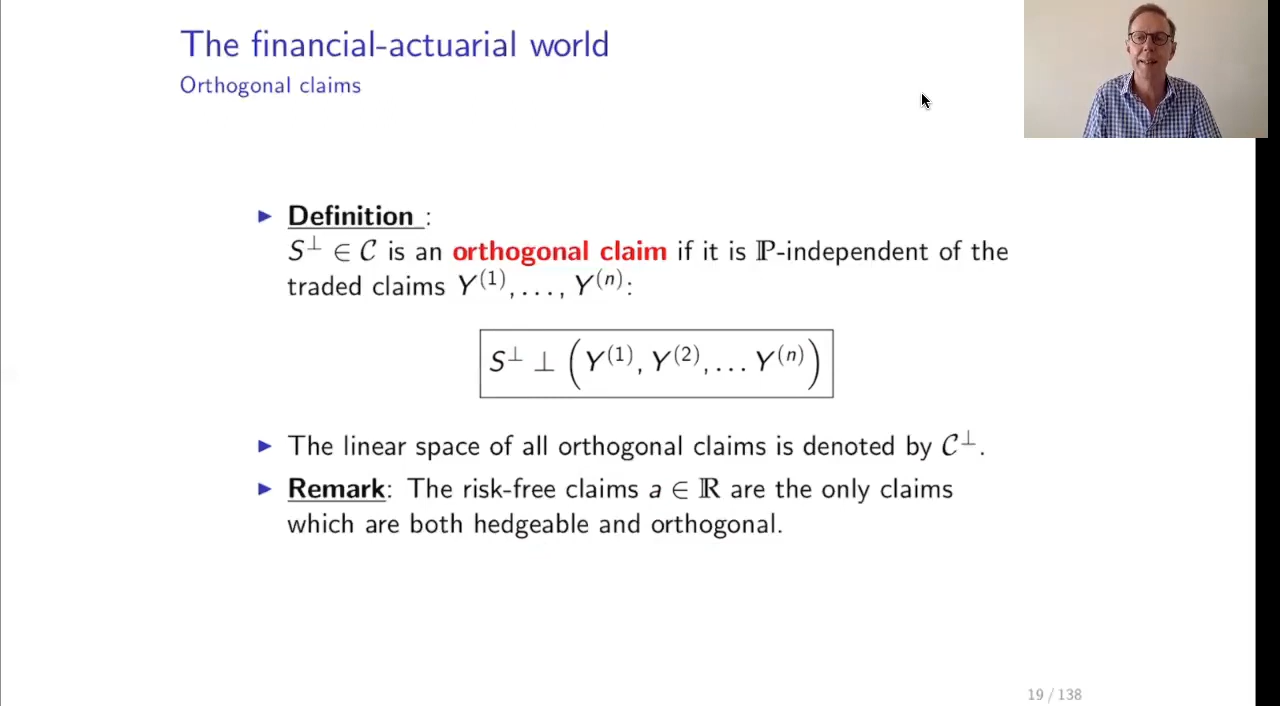 The financial-actuarial world
Orthogonal claims
▶ Definition :
S^⊥ ∈ 𝒞 is an orthogonal claim if it is ℙ-independent of the
traded claims Y^(1), . . . , Y^(n):
S^⊥ ⊥ (Y^(1), Y^(2), . . . Y^(n))
▶ The linear space of all orthogonal claims is denoted by 𝒞^⊥.
▶ Remark: The risk-free claims a ∈ ℝ are the only claims
which are both hedgeable and orthogonal.
19 / 138